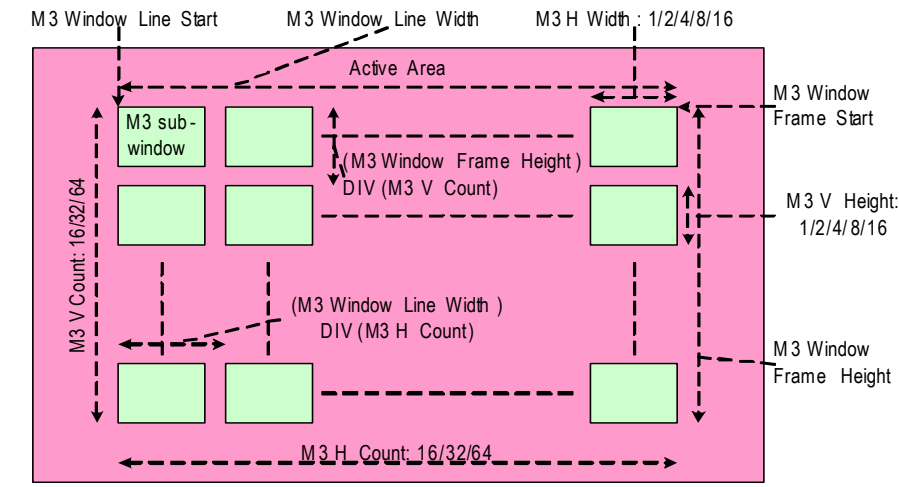 M3 Window Line Start
M3 Window Line Width
M3 H Width : 1/2/4/8/16
Active Area
M3 Window
Frame Start
M3 sub-
window
(M3 Window Frame Height)
DIV (M3 V Count)
M3 V Height:
1/2/4/8/16
M3 V Count: 16/32/64
(M3 Window Line Width)
DIV (M3 H Count)
M3 Window
Frame Height
M3 H Count: 16/32/64